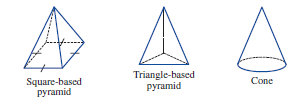 Square-based
pyramid
Triangle-based
pyramid
Cone